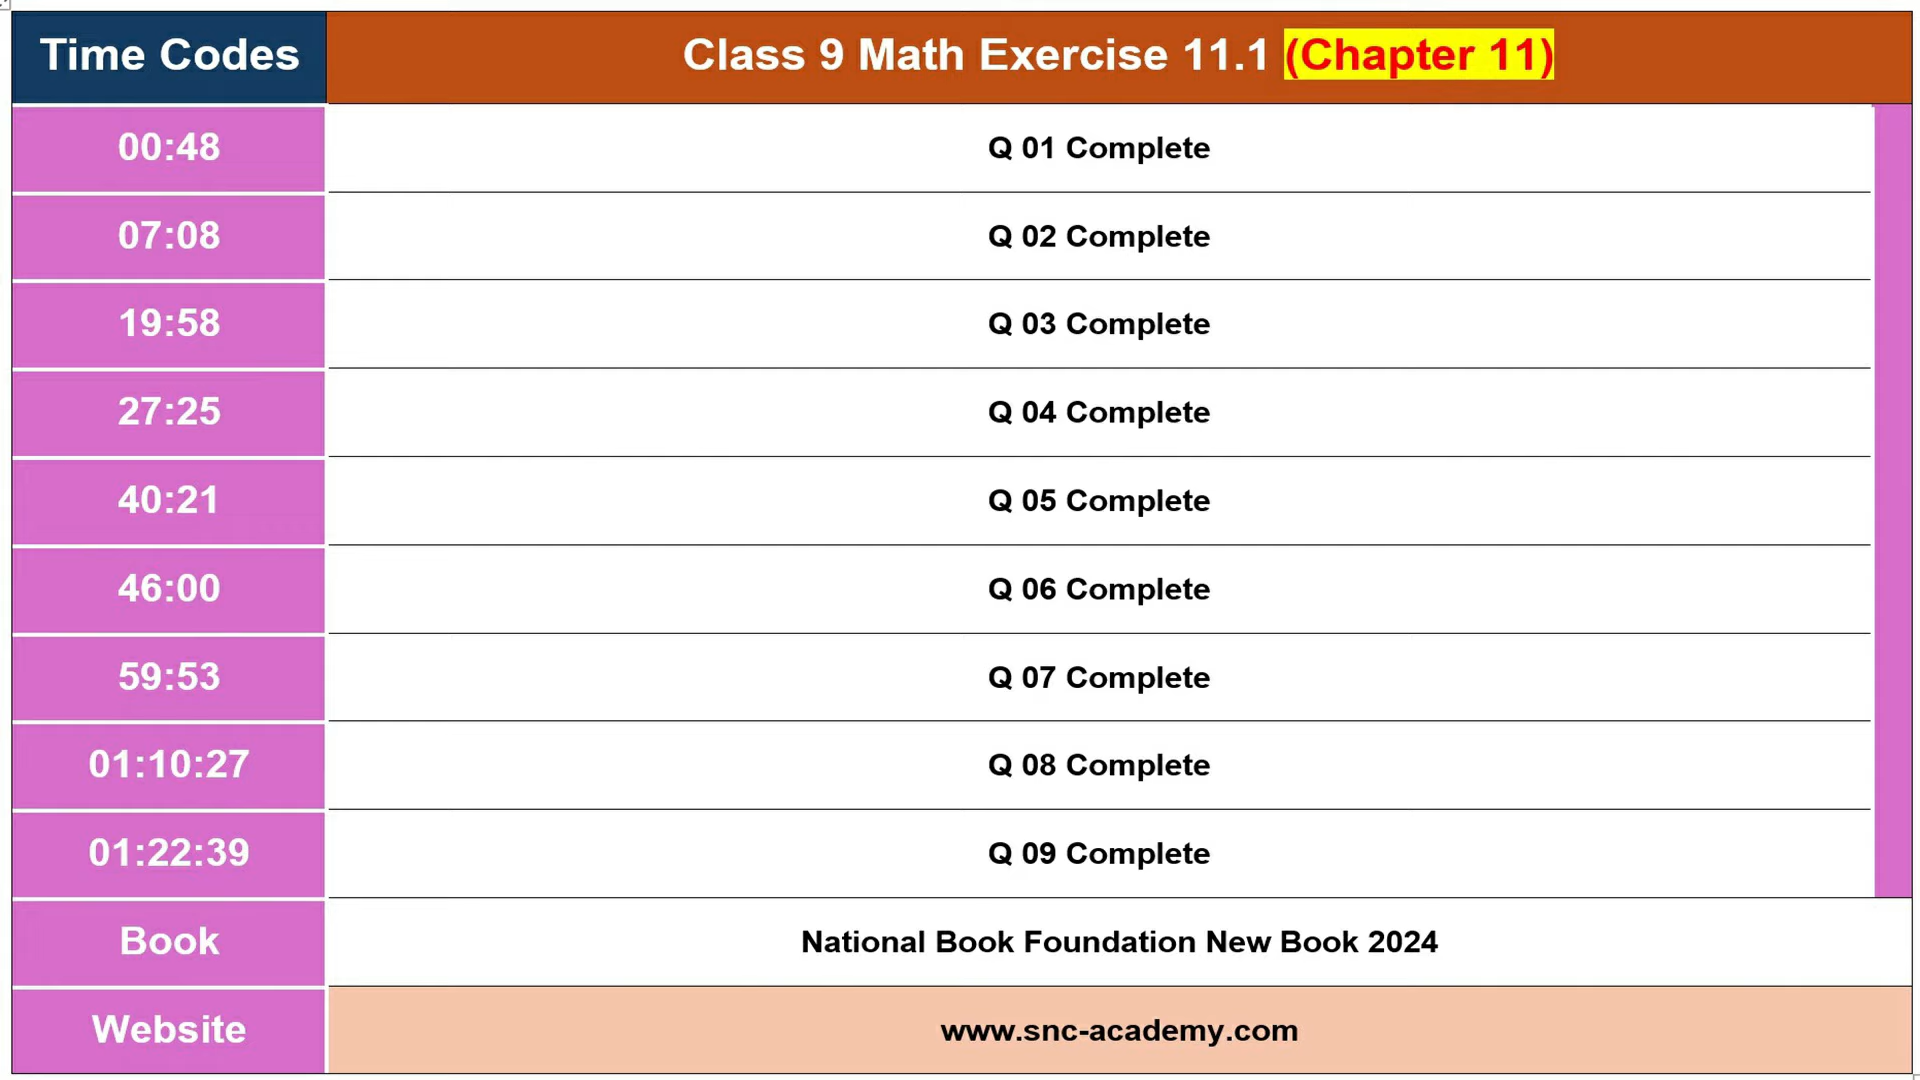 Time Codes Class 9 Math Exercise 11.1 (Chapter 11)
00:48 Q 01 Complete
07:08 Q 02 Complete
19:58 Q 03 Complete
27:25 Q 04 Complete
40:21 Q 05 Complete
46:00 Q 06 Complete
59:53 Q 07 Complete
01:10:27 Q 08 Complete
01:22:39 Q 09 Complete
Book National Book Foundation New Book 2024
Website www.snc-academy.com